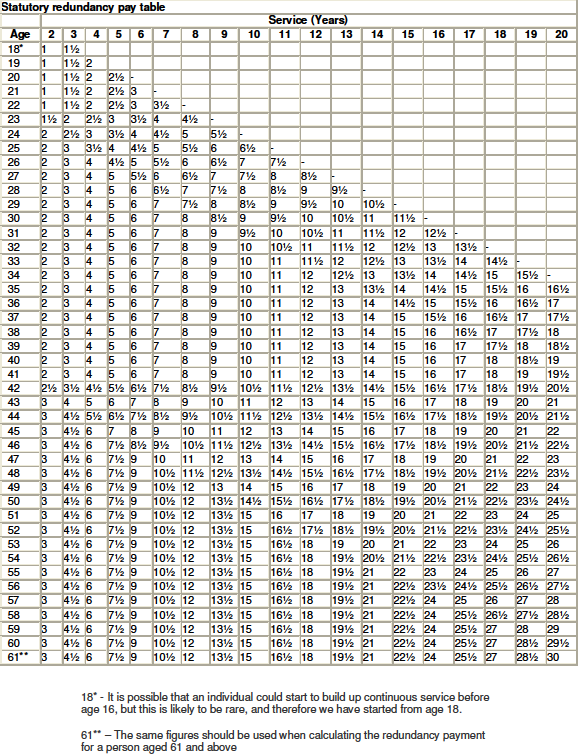 Statutory redundancy pay table
Service (Years)
Age 2 3 4 5 6 7 8 9 10 11 12 13 14 15 16 17 18 19 20
18* 1 1½
19 1 1½ 2
20 1 1½ 2 2½ -
21 1 1½ 2 2½ 3 -
22 1 1½ 2 2½ 3 3½ -
23 1½ 2 2½ 3 3½ 4 4½ -
24 2 2½ 3 3½ 4 4½ 5 5½ -
25 2 3 3½ 4 4½ 5 5½ 6 6½ -
26 2 3 4 4½ 5 5½ 6 6½ 7 7½ -
27 2 3 4 5 5½ 6 6½ 7 7½ 8 8½ -
28 2 3 4 5 6 6½ 7 7½ 8 8½ 9 9½ -
29 2 3 4 5 6 7 7½ 8 8½ 9 9½ 10 10½ -
30 2 3 4 5 6 7 8 8½ 9 9½ 10 10½ 11 11½ -
31 2 3 4 5 6 7 8 9 9½ 10 10½ 11 11½ 12 12½ -
32 2 3 4 5 6 7 8 9 10 10½ 11 11½ 12 12½ 13 13½ -
33 2 3 4 5 6 7 8 9 10 11 11½ 12 12½ 13 13½ 14 14½ -
34 2 3 4 5 6 7 8 9 10 11 12 12½ 13 13½ 14 14½ 15 15½ -
35 2 3 4 5 6 7 8 9 10 11 12 13 13½ 14 14½ 15 15½ 16 16½
36 2 3 4 5 6 7 8 9 10 11 12 13 14 14½ 15 15½ 16 16½ 17
37 2 3 4 5 6 7 8 9 10 11 12 13 14 15 15½ 16 16½ 17 17½
38 2 3 4 5 6 7 8 9 10 11 12 13 14 15 16 16½ 17 17½ 18
39 2 3 4 5 6 7 8 9 10 11 12 13 14 15 16 17 17½ 18 18½
40 2 3 4 5 6 7 8 9 10 11 12 13 14 15 16 17 18 18½ 19
41 2 3 4 5 6 7 8 9 10 11 12 13 14 15 16 17 18 19 19½
42 2½ 3½ 4½ 5½ 6½ 7½ 8½ 9½ 10½ 11½ 12½ 13½ 14½ 15½ 16½ 17½ 18½ 19½ 20½
43 3 4 5 6 7 8 9 10 11 12 13 14 15 16 17 18 19 20 21
44 3 4½ 5½ 6½ 7½ 8½ 9½ 10½ 11½ 12½ 13½ 14½ 15½ 16½ 17½ 18½ 19½ 20½ 21½
45 3 4½ 6 7 8 9 10 11 12 13 14 15 16 17 18 19 20 21 22
46 3 4½ 6 7½ 8½ 9½ 10½ 11½ 12½ 13½ 14½ 15½ 16½ 17½ 18½ 19½ 20½ 21½ 22½
47 3 4½ 6 7½ 9 10 11 12 13 14 15 16 17 18 19 20 21 22 23
48 3 4½ 6 7½ 9 10½ 11½ 12½ 13½ 14½ 15½ 16½ 17½ 18½ 19½ 20½ 21½ 22½ 23½
49 3 4½ 6 7½ 9 10½ 12 13 14 15 16 17 18 19 20 21 22 23 24
50 3 4½ 6 7½ 9 10½ 12 13½ 14½ 15½ 16½ 17½ 18½ 19½ 20½ 21½ 22½ 23½ 24½
51 3 4½ 6 7½ 9 10½ 12 13½ 15 16 17 18 19 20 21 22 23 24 25
52 3 4½ 6 7½ 9 10½ 12 13½ 15 16½ 17½ 18½ 19½ 20½ 21½ 22½ 23½ 24½ 25½
53 3 4½ 6 7½ 9 10½ 12 13½ 15 16½ 18 19 20 21 22 23 24 25 26
54 3 4½ 6 7½ 9 10½ 12 13½ 15 16½ 18 19½ 20½ 21½ 22½ 23½ 24½ 25½ 26½
55 3 4½ 6 7½ 9 10½ 12 13½ 15 16½ 18 19½ 21 22 23 24 25 26 27
56 3 4½ 6 7½ 9 10½ 12 13½ 15 16½ 18 19½ 21 22½ 23½ 24½ 25½ 26½ 27½
57 3 4½ 6 7½ 9 10½ 12 13½ 15 16½ 18 19½ 21 22½ 24 25 26 27 28
58 3 4½ 6 7½ 9 10½ 12 13½ 15 16½ 18 19½ 21 22½ 24 25½ 26½ 27½ 28½
59 3 4½ 6 7½ 9 10½ 12 13½ 15 16½ 18 19½ 21 22½ 24 25½ 27 28 29
60 3 4½ 6 7½ 9 10½ 12 13½ 15 16½ 18 19½ 21 22½ 24 25½ 27 28½ 29½
61** 3 4½ 6 7½ 9 10½ 12 13½ 15 16½ 18 19½ 21 22½ 24 25½ 27 28½ 30
18* - It is possible that an individual could start to build up continuous service before
age 16, but this is likely to be rare, and therefore we have started from age 18.
61** – The same figures should be used when calculating the redundancy payment
for a person aged 61 and above